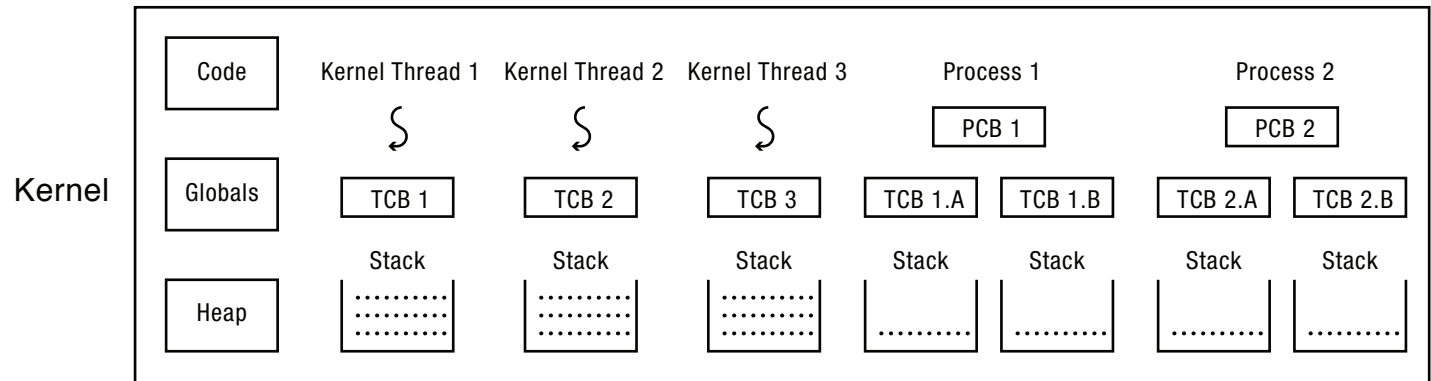 Code Kernel Thread 1 Kernel Thread 2 Kernel Thread 3 Process 1 Process 2
PCB 1 PCB 2
Kernel Globals TCB 1 TCB 2 TCB 3 TCB 1.A TCB 1.B TCB 2.A TCB 2.B
Stack Stack Stack Stack Stack Stack Stack
Heap